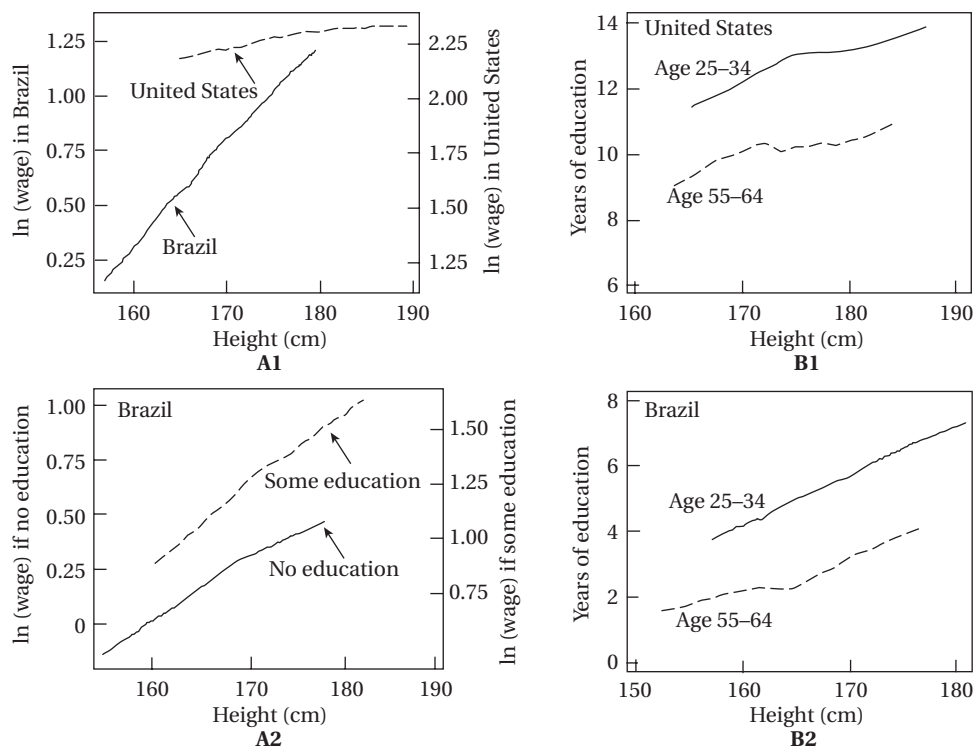 ln (wage) in Brazil
1.25
1.00
0.75
0.50
0.25
United States
Brazil
2.25
2.00
1.75
1.50
1.25
ln (wage) in United States
160
170
180
190
Height (cm)
A1
Years of education
14
12
10
8
6
United States
Age 25–34
Age 55–64
160
170
180
190
Height (cm)
B1
ln (wage) if no education
1.00
0.75
0.50
0.25
0
Brazil
Some education
No education
1.50
1.25
1.00
0.75
ln (wage) if some education
160
170
180
190
Height (cm)
A2
Years of education
8
6
4
2
0
Brazil
Age 25–34
Age 55–64
150
160
170
180
Height (cm)
B2